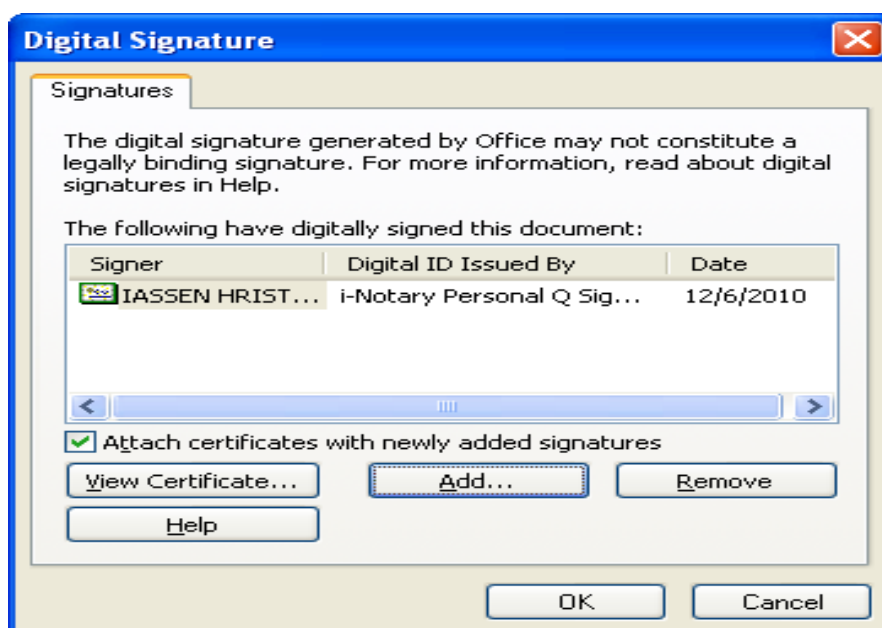 Digital Signature
Signatures
The digital signature generated by Office may not constitute a
legally binding signature. For more information, read about digital
signatures in Help.
The following have digitally signed this document:
Signer Digital ID Issued By Date
IASSEN HRIST... i-Notary Personal Q Sig... 12/6/2010
Attach certificates with newly added signatures
View Certificate... Add... Remove
Help
OK Cancel